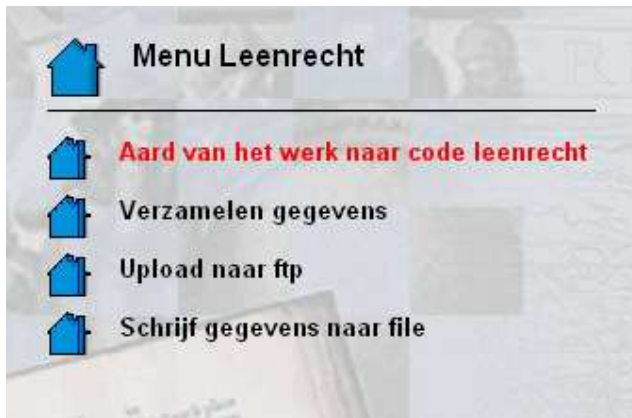 Menu Leenrecht
Aard van het werk naar code leenrecht
Verzamelen gegevens
Upload naar ftp
Schrijf gegevens naar file